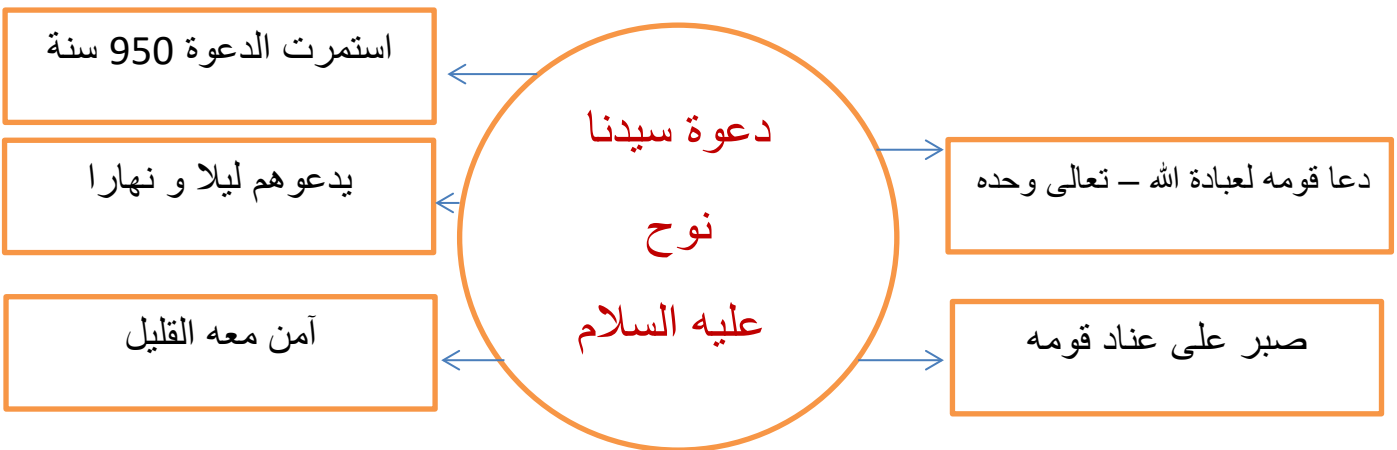 دعوة سيدنا
نوح
عليه السلام
دعا قومه لعبادة الله – تعالى وحده
صبر على عناد قومه
استمرت الدعوة 950 سنة
يدعوهم ليلا و نهارا
آمن معه القليل